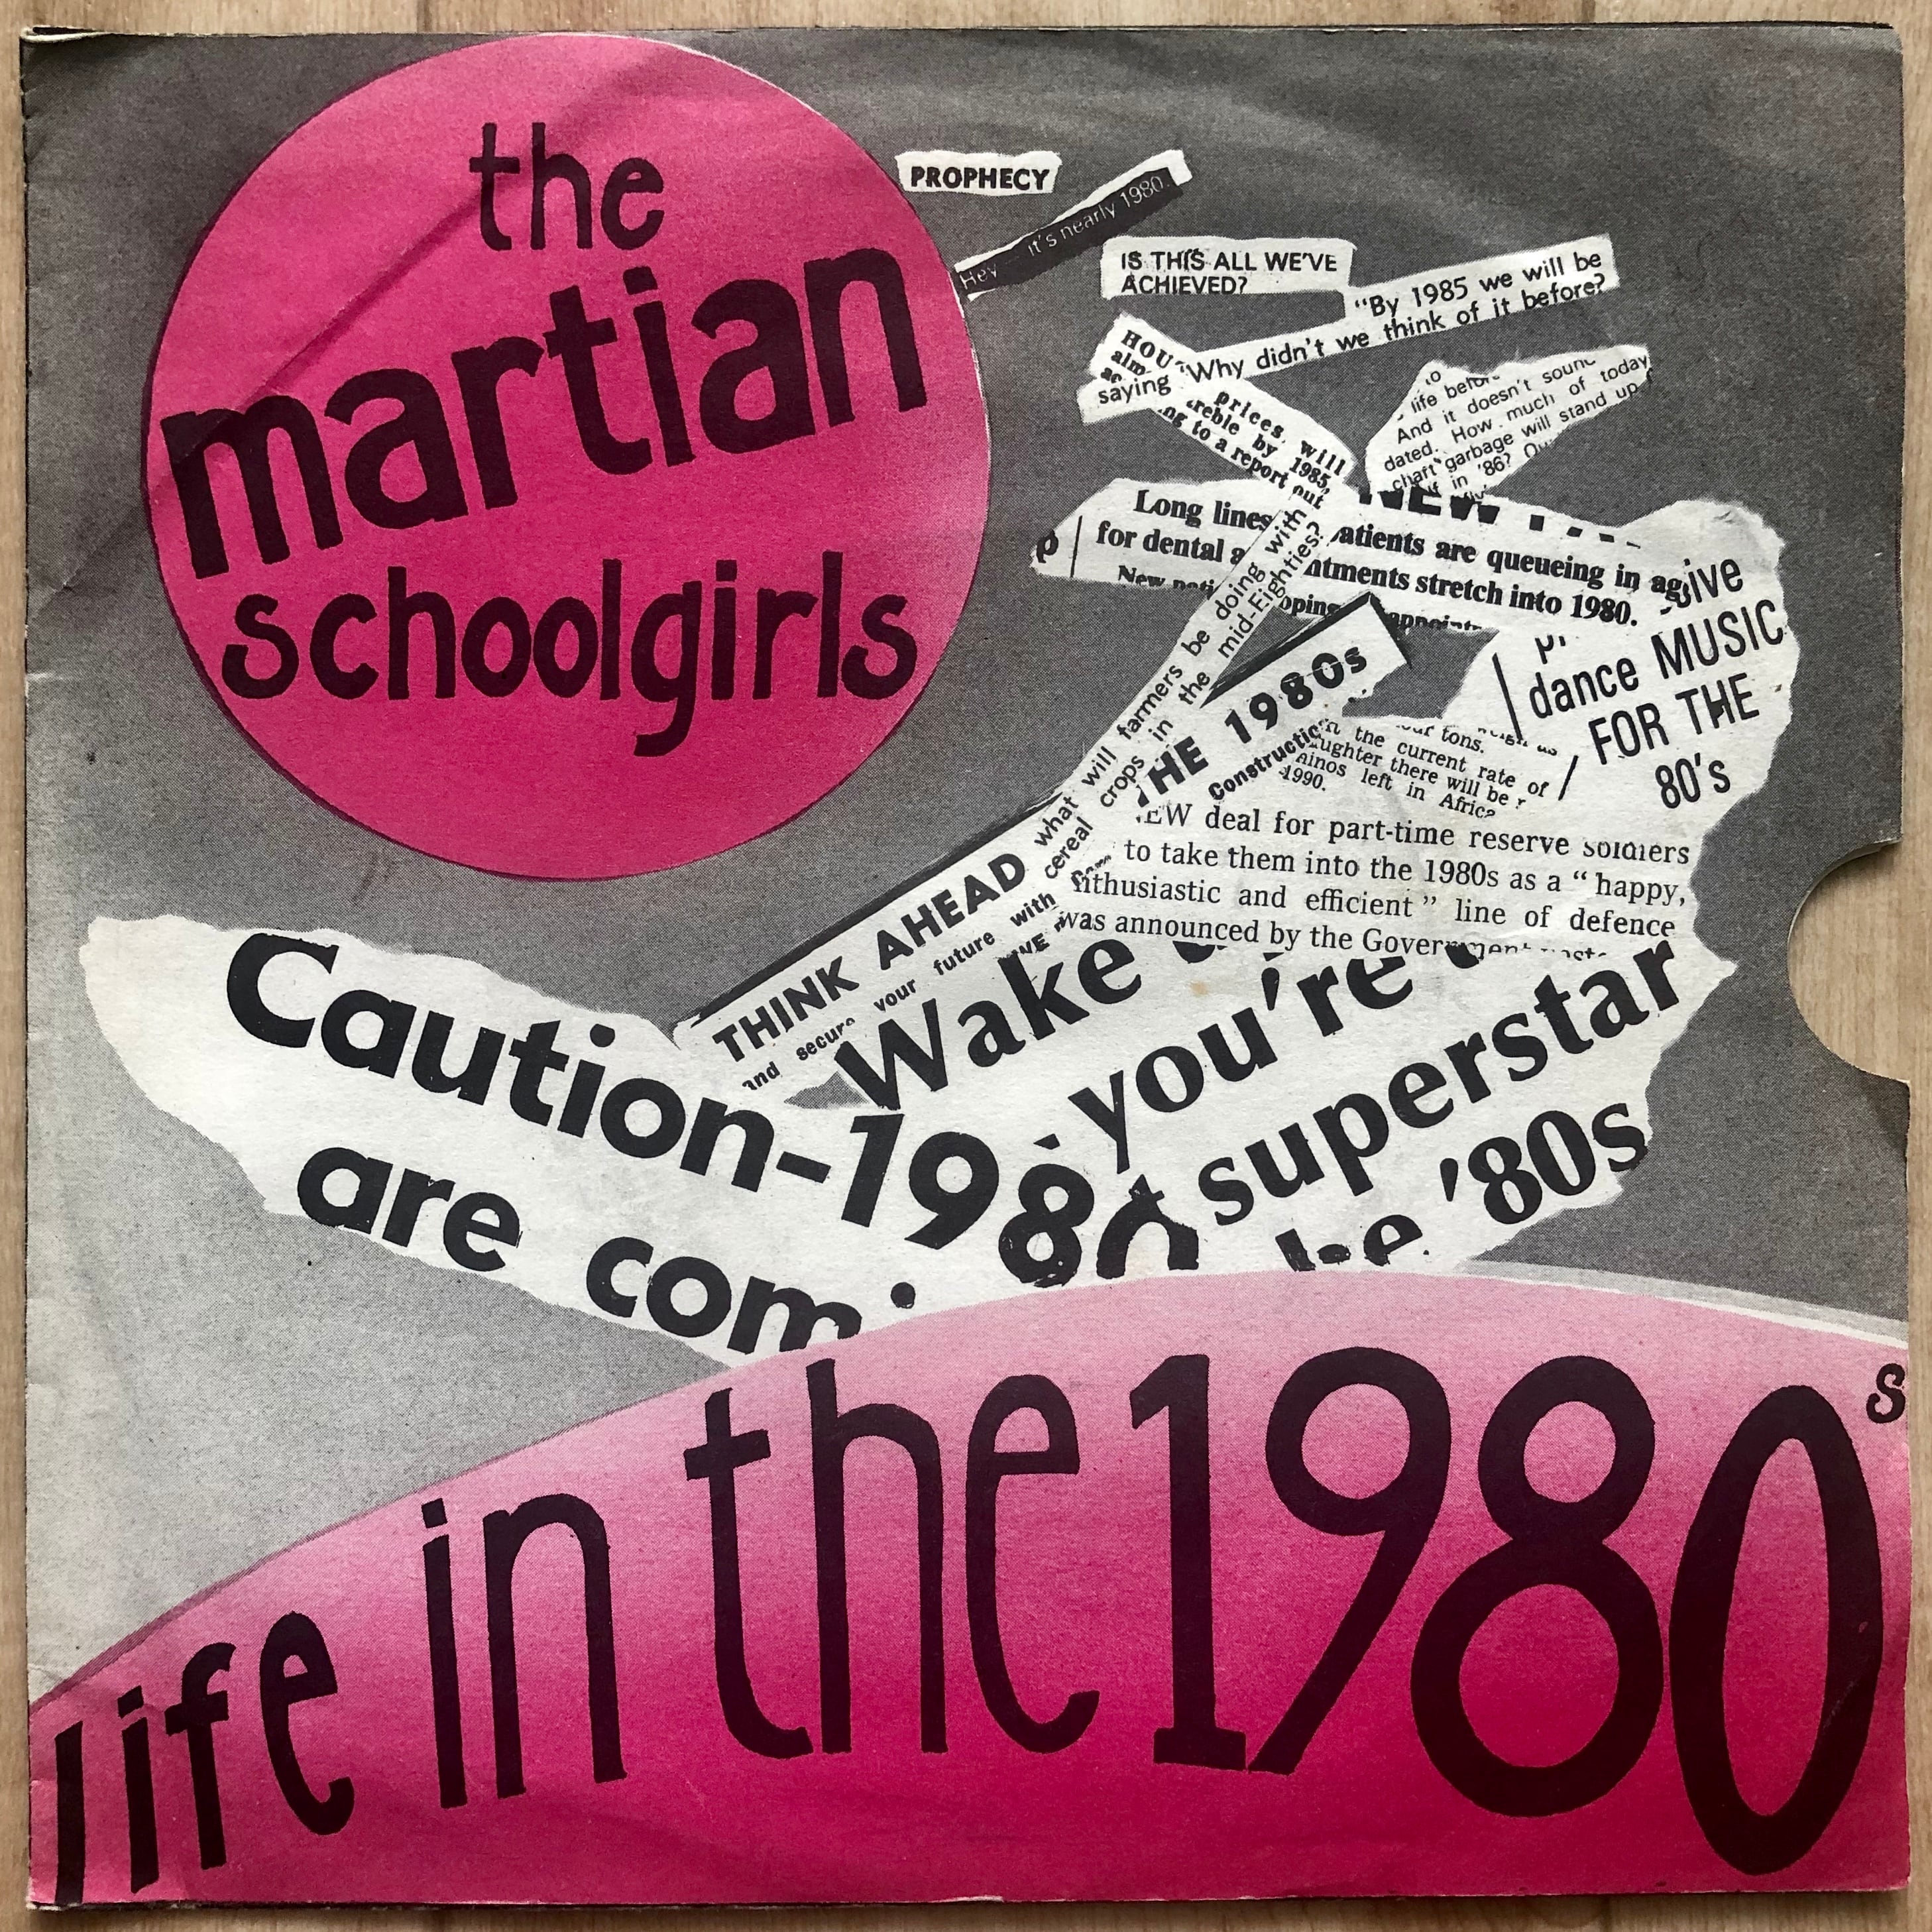 the
martian
schoolgirls
PROPHECY
Hey it's nearly 1980.
IS THIS ALL WE'VE
ACHIEVED?
"By 1985 we will be
saying "Why didn't we think of it before?
prices will
treble by 1985,
to a report out
life before
And it doesn't sound
dated. How much of today
chart garbage will stand up
in '86?
Long lines patients are queueing in
for dental stretch into 1980.
what will farmers be doing with
cereal crops in the mid-Eighties?
THE 1980s
Construction
dance MUSIC
FOR THE
80's
tons.
the current rate of
there will be
left in Africa
1990.
NEW deal for part-time reserve soldiers
to take them into the 1980s as a "happy,
enthusiastic and efficient" line of defence
was announced by the Government
THINK AHEAD
and secure your future with
Wake
you're
superstar
'80s
Caution-1980
are
life in the 1980s